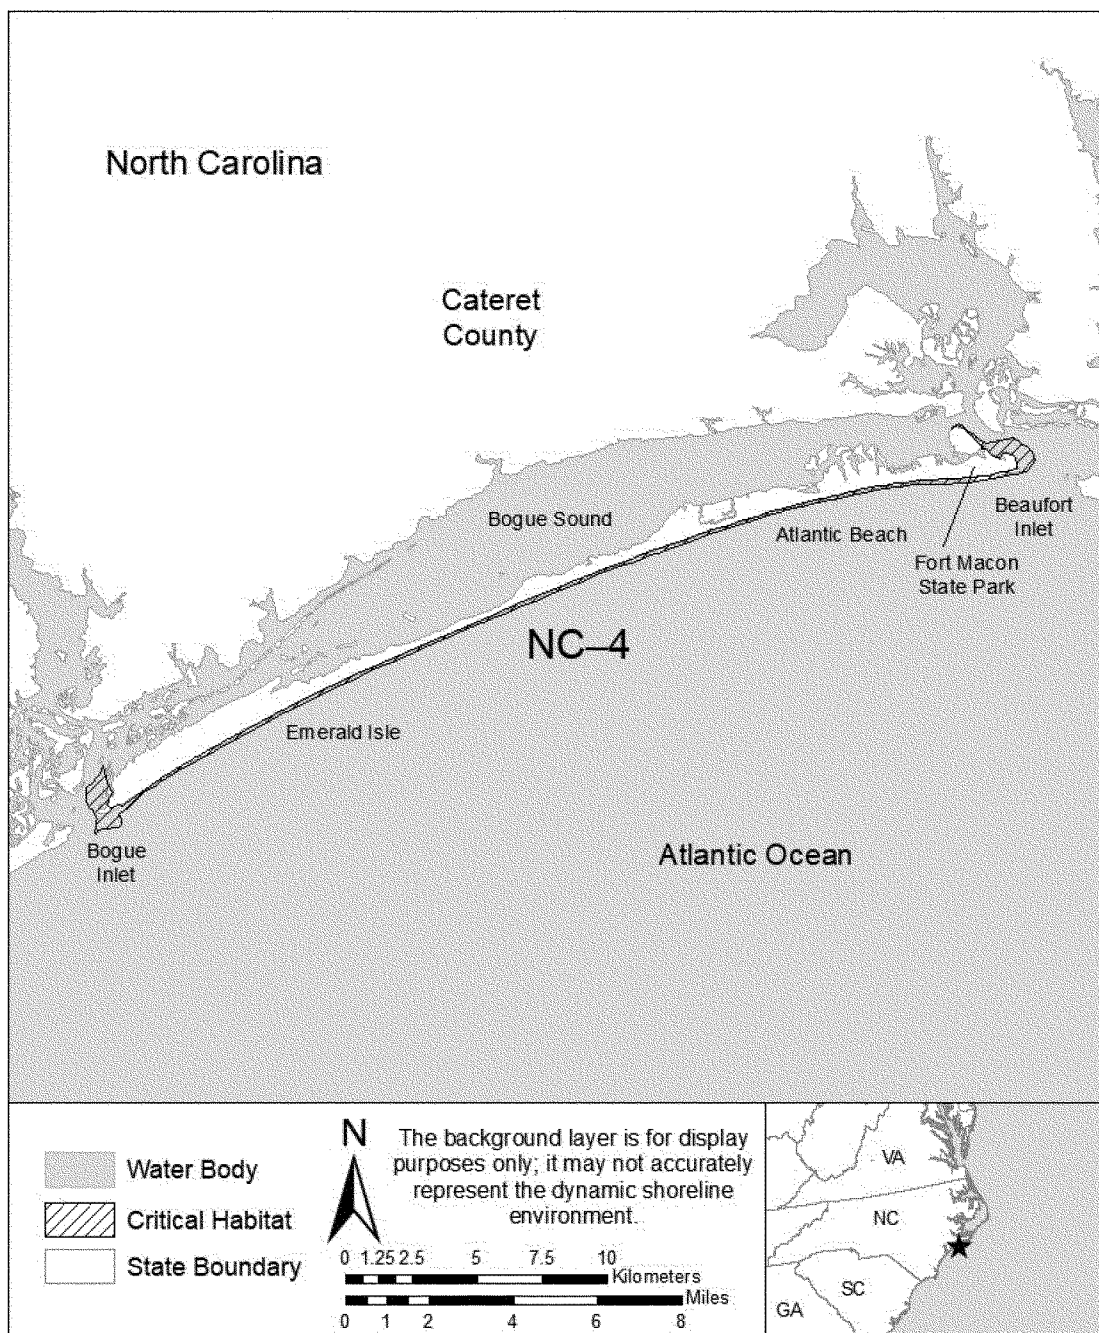 North Carolina
Cateret
County
Bogue Sound
Atlantic Beach
Beaufort
Inlet
Fort Macon
State Park
NC–4
Emerald Isle
Bogue
Inlet
Atlantic Ocean
Water Body
Critical Habitat
State Boundary
N
The background layer is for display
purposes only; it may not accurately
represent the dynamic shoreline
environment.
0 1.25 2.5 5 7.5 10
Kilometers
Miles
0 1 2 4 6 8
VA
NC
SC
GA